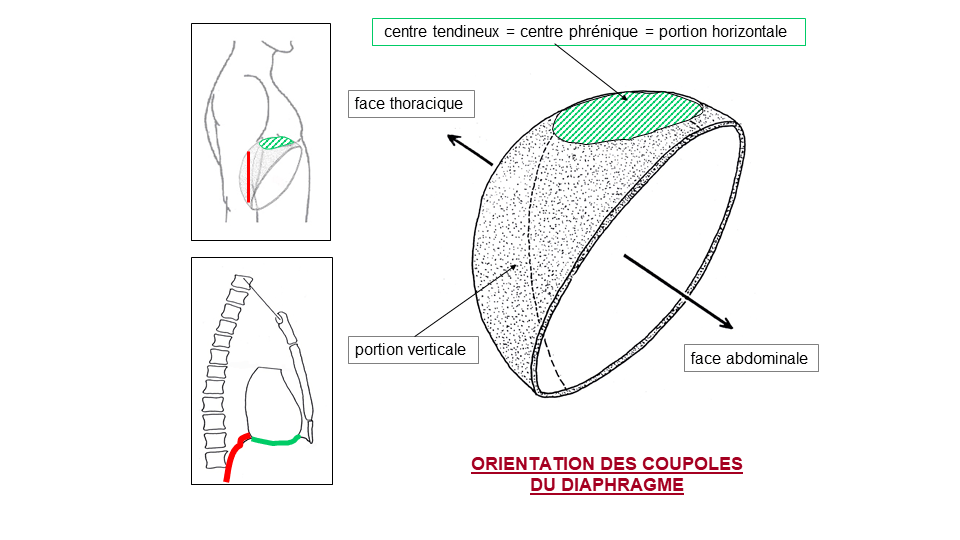 centre tendineux = centre phrénique = portion horizontale
face thoracique
portion verticale
face abdominale
ORIENTATION DES COUPOLES
DU DIAPHRAGME